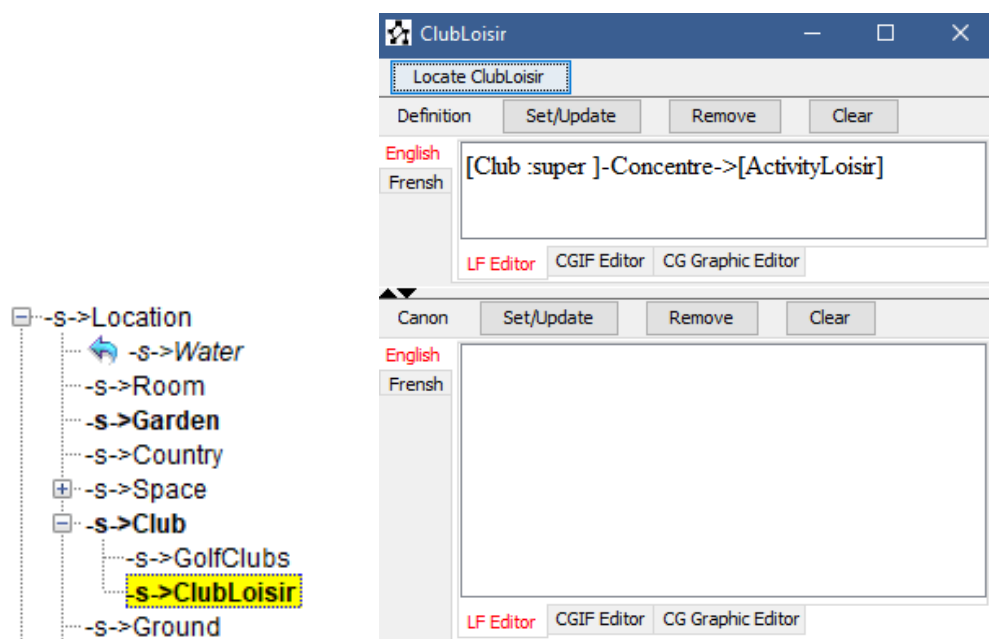 -s->Location
-s->Water
-s->Room
-s->Garden
-s->Country
-s->Space
-s->Club
-s->GolfClubs
-s->ClubLoisir
-s->Ground
ClubLoisir
Locate ClubLoisir
Definition Set/Update Remove Clear
English
Frensh
[Club :super ]-Concentre->[ActivityLoisir]
LF Editor CGIF Editor CG Graphic Editor
Canon Set/Update Remove Clear
English
Frensh
LF Editor CGIF Editor CG Graphic Editor